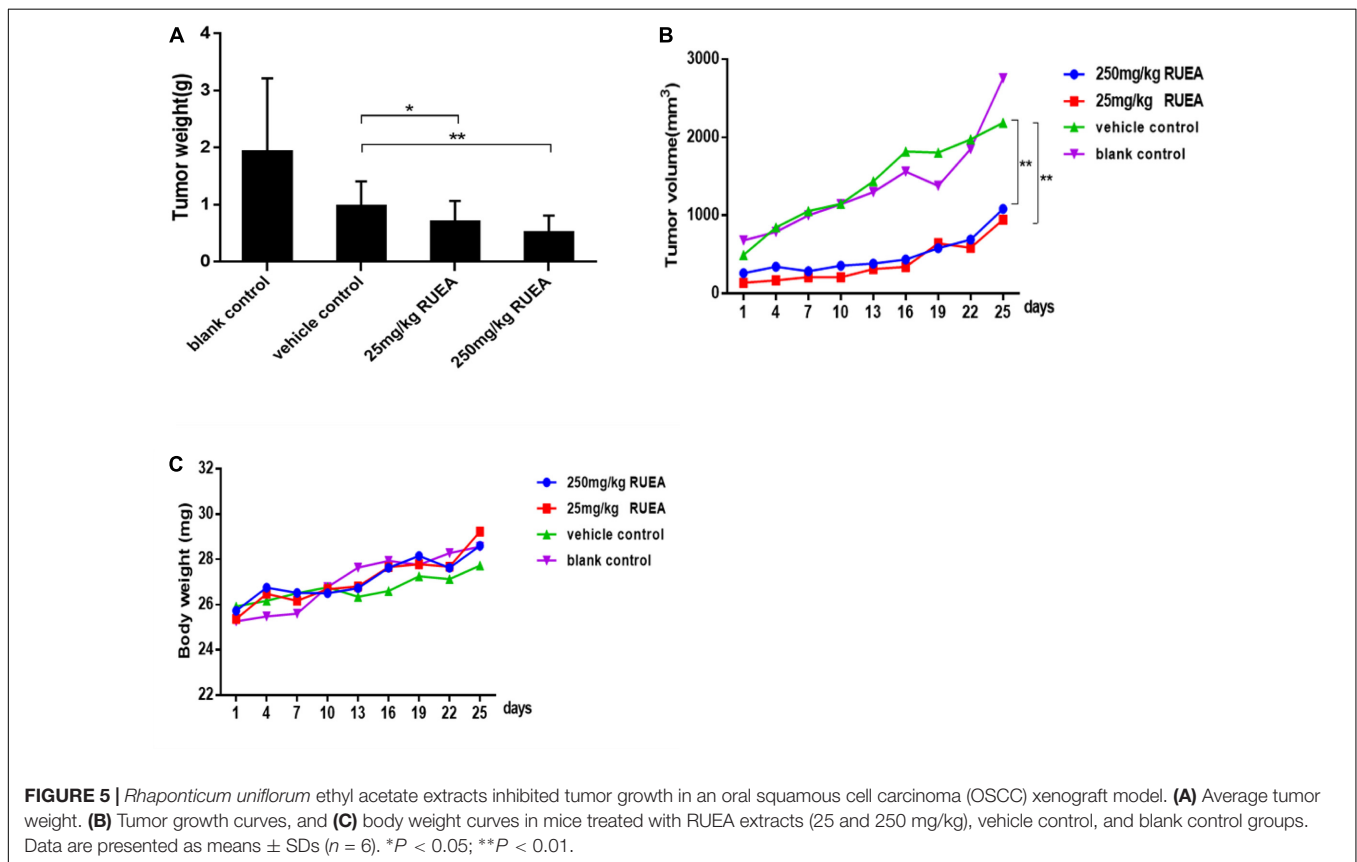 A
4
3
2
1
0
Tumor weight(g)
*
**
blank control
vehicle control
25mg/kg RUEA
250mg/kg RUEA
B
3000
2000
1000
0
Tumor volume(mm³)
1 4 7 10 13 16 19 22 25 days
250mg/kg RUEA
25mg/kg RUEA
vehicle control
blank control
**
**
C
32
30
28
26
24
22
Body weight (mg)
1 4 7 10 13 16 19 22 25 days
250mg/kg RUEA
25mg/kg RUEA
vehicle control
blank control
FIGURE 5 | Rhaponticum uniflorum ethyl acetate extracts inhibited tumor growth in an oral squamous cell carcinoma (OSCC) xenograft model. (A) Average tumor
weight. (B) Tumor growth curves, and (C) body weight curves in mice treated with RUEA extracts (25 and 250 mg/kg), vehicle control, and blank control groups.
Data are presented as means ± SDs (n = 6). *P < 0.05; **P < 0.01.